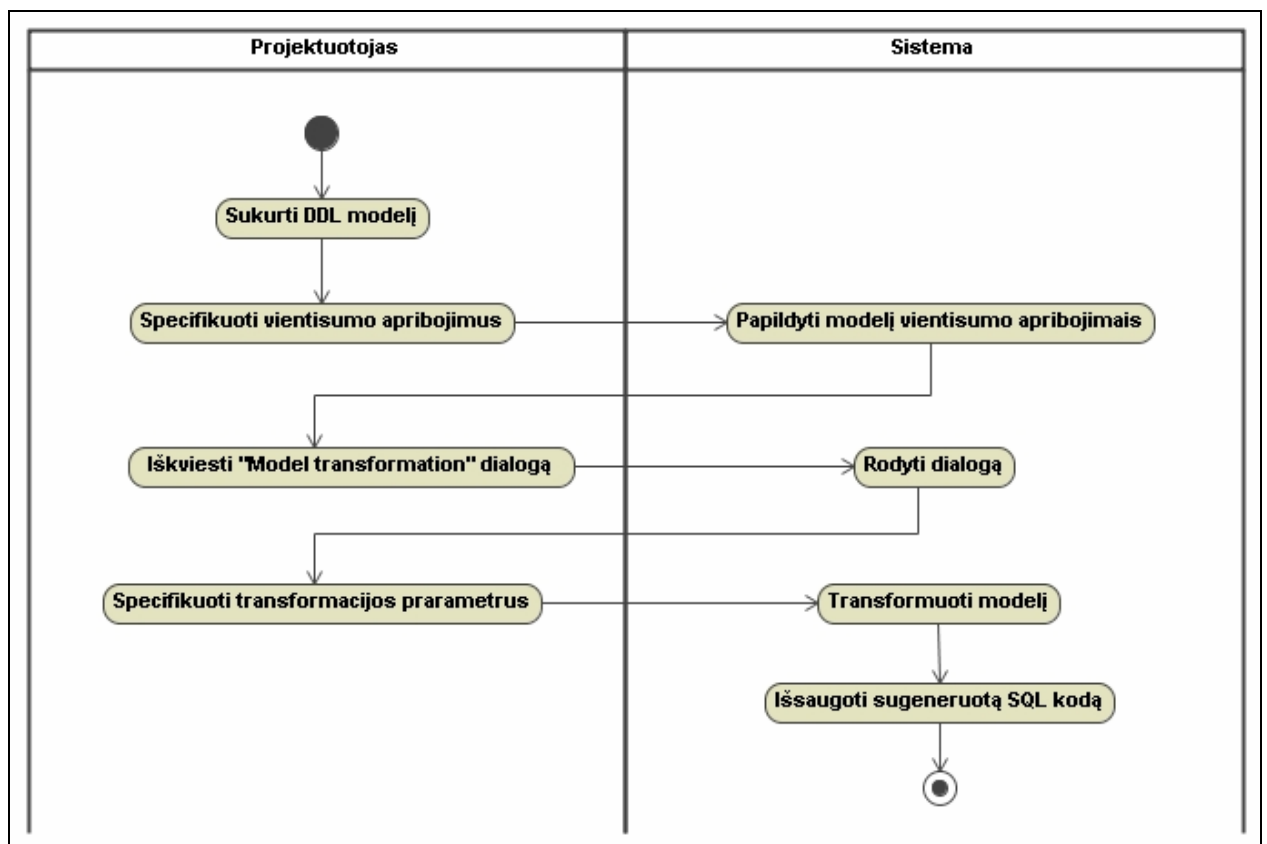 Projektuotojas
Sistema
Sukurti DDL modelį
Specifikuoti vientisumo apribojimus
Papildyti modelį vientisumo apribojimais
Iškviesti "Model transformation" dialogą
Rodyti dialogą
Specifikuoti transformacijos prarametrus
Transformuoti modelį
Išsaugoti sugeneruotą SQL kodą